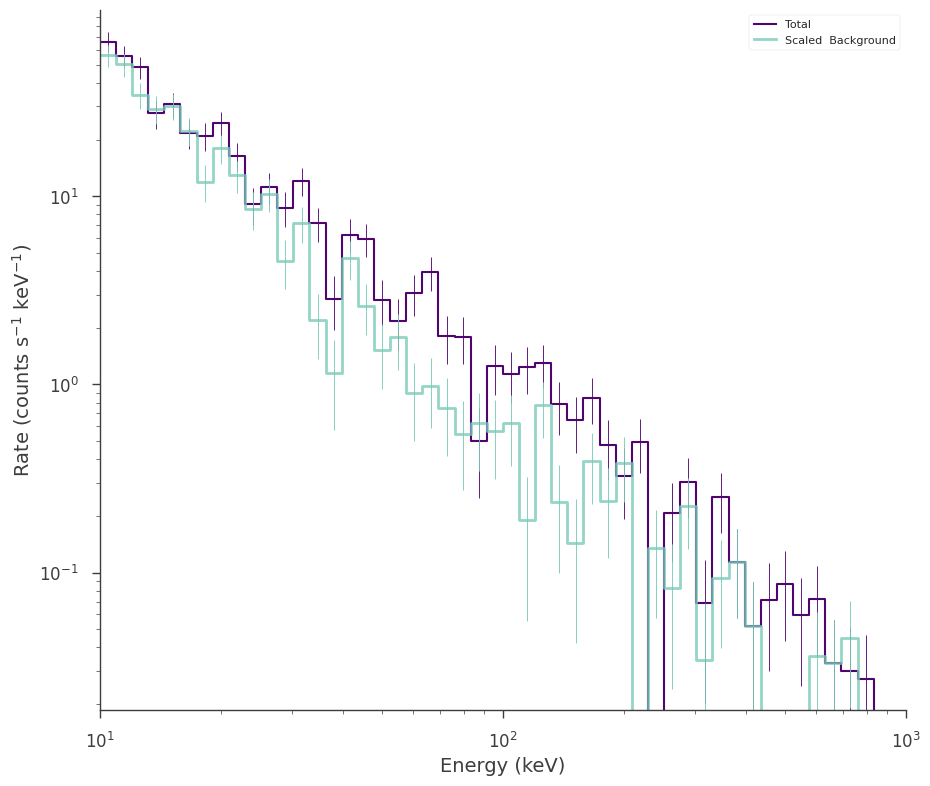 Total
Scaled  Background
Rate (counts s⁻¹ keV⁻¹)
10¹
10⁰
10⁻¹
10¹
10²
10³
Energy (keV)